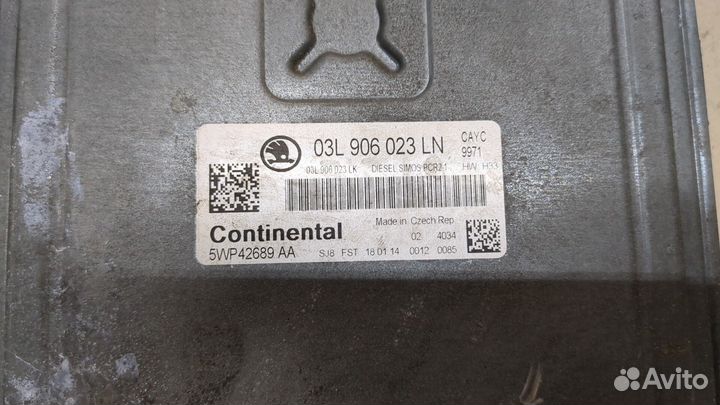 03L 906 023 LN
CAYC
9971
03L 906 023 LK DIESEL SIMOS PCR2.1 HW: H33
Made in Czech Rep.
Continental
02 4034
5WP42689 AA SJ8 FST 18 01 14 0012 0085
Avito